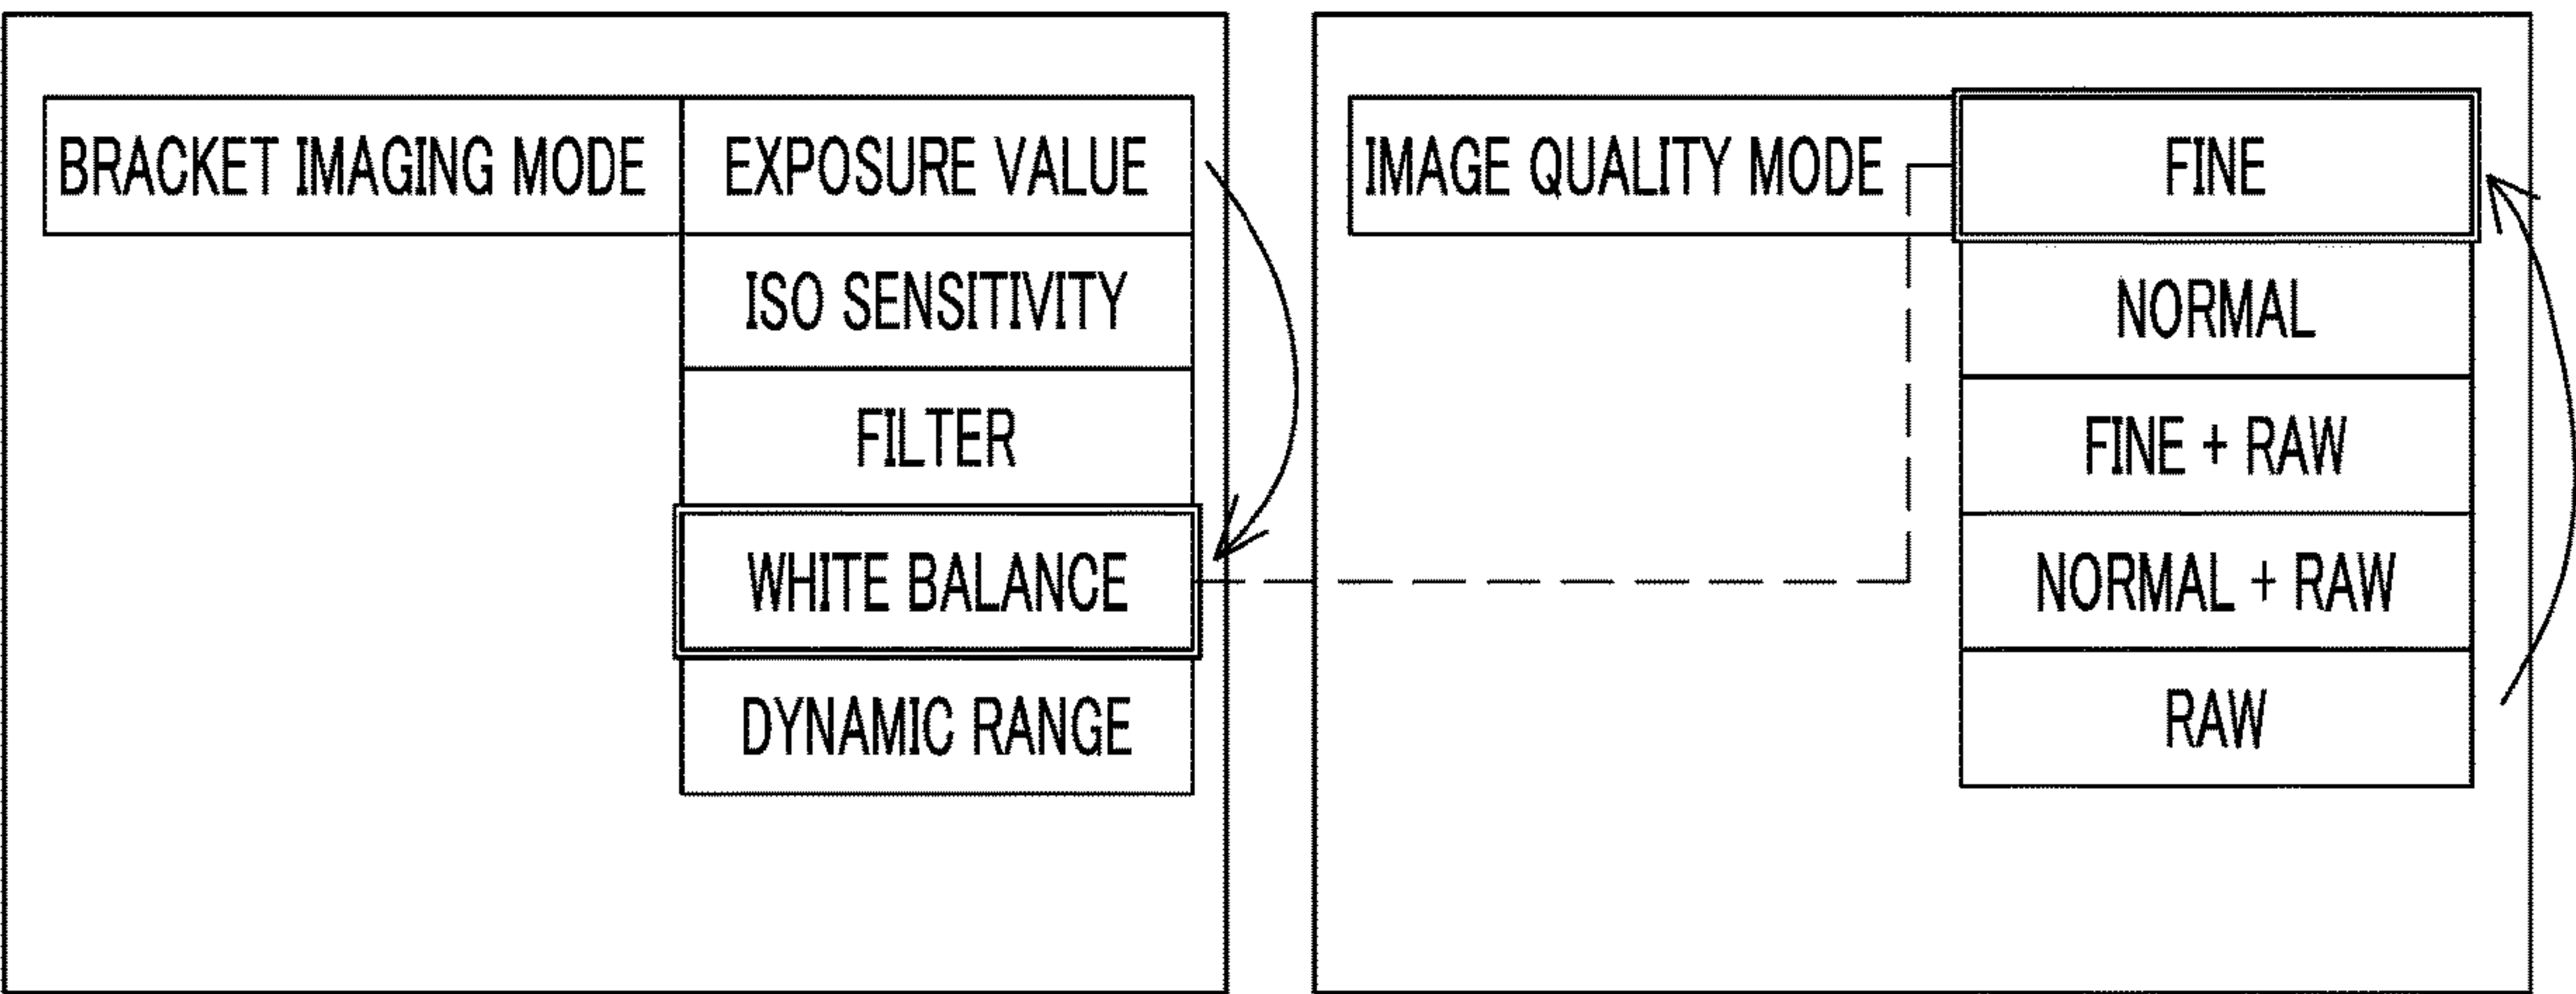 BRACKET IMAGING MODE
EXPOSURE VALUE
ISO SENSITIVITY
FILTER
WHITE BALANCE
DYNAMIC RANGE
IMAGE QUALITY MODE
FINE
NORMAL
FINE + RAW
NORMAL + RAW
RAW